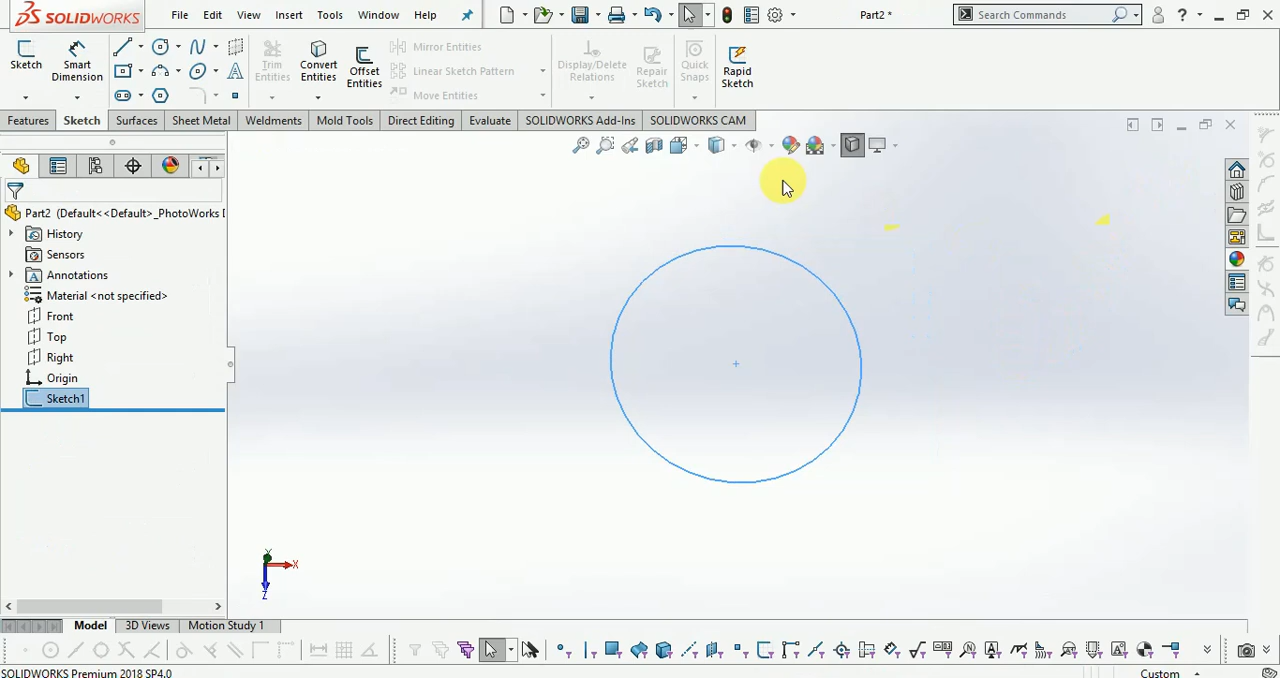 SOLIDWORKS File Edit View Insert Tools Window Help Part2 * Search Commands ?
Sketch Smart Dimension Trim Entities Convert Entities Offset Entities Mirror Entities Linear Sketch Pattern Move Entities Display/Delete Relations Repair Sketch Quick Snaps Rapid Sketch
Features Sketch Surfaces Sheet Metal Weldments Mold Tools Direct Editing Evaluate SOLIDWORKS Add-Ins SOLIDWORKS CAM
Part2 (Default<<Default>_PhotoWorks D
History
Sensors
Annotations
Material <not specified>
Front
Top
Right
Origin
Sketch1
Y
X
Z
Model 3D Views Motion Study 1
SOLIDWORKS Premium 2018 SP4.0 Custom